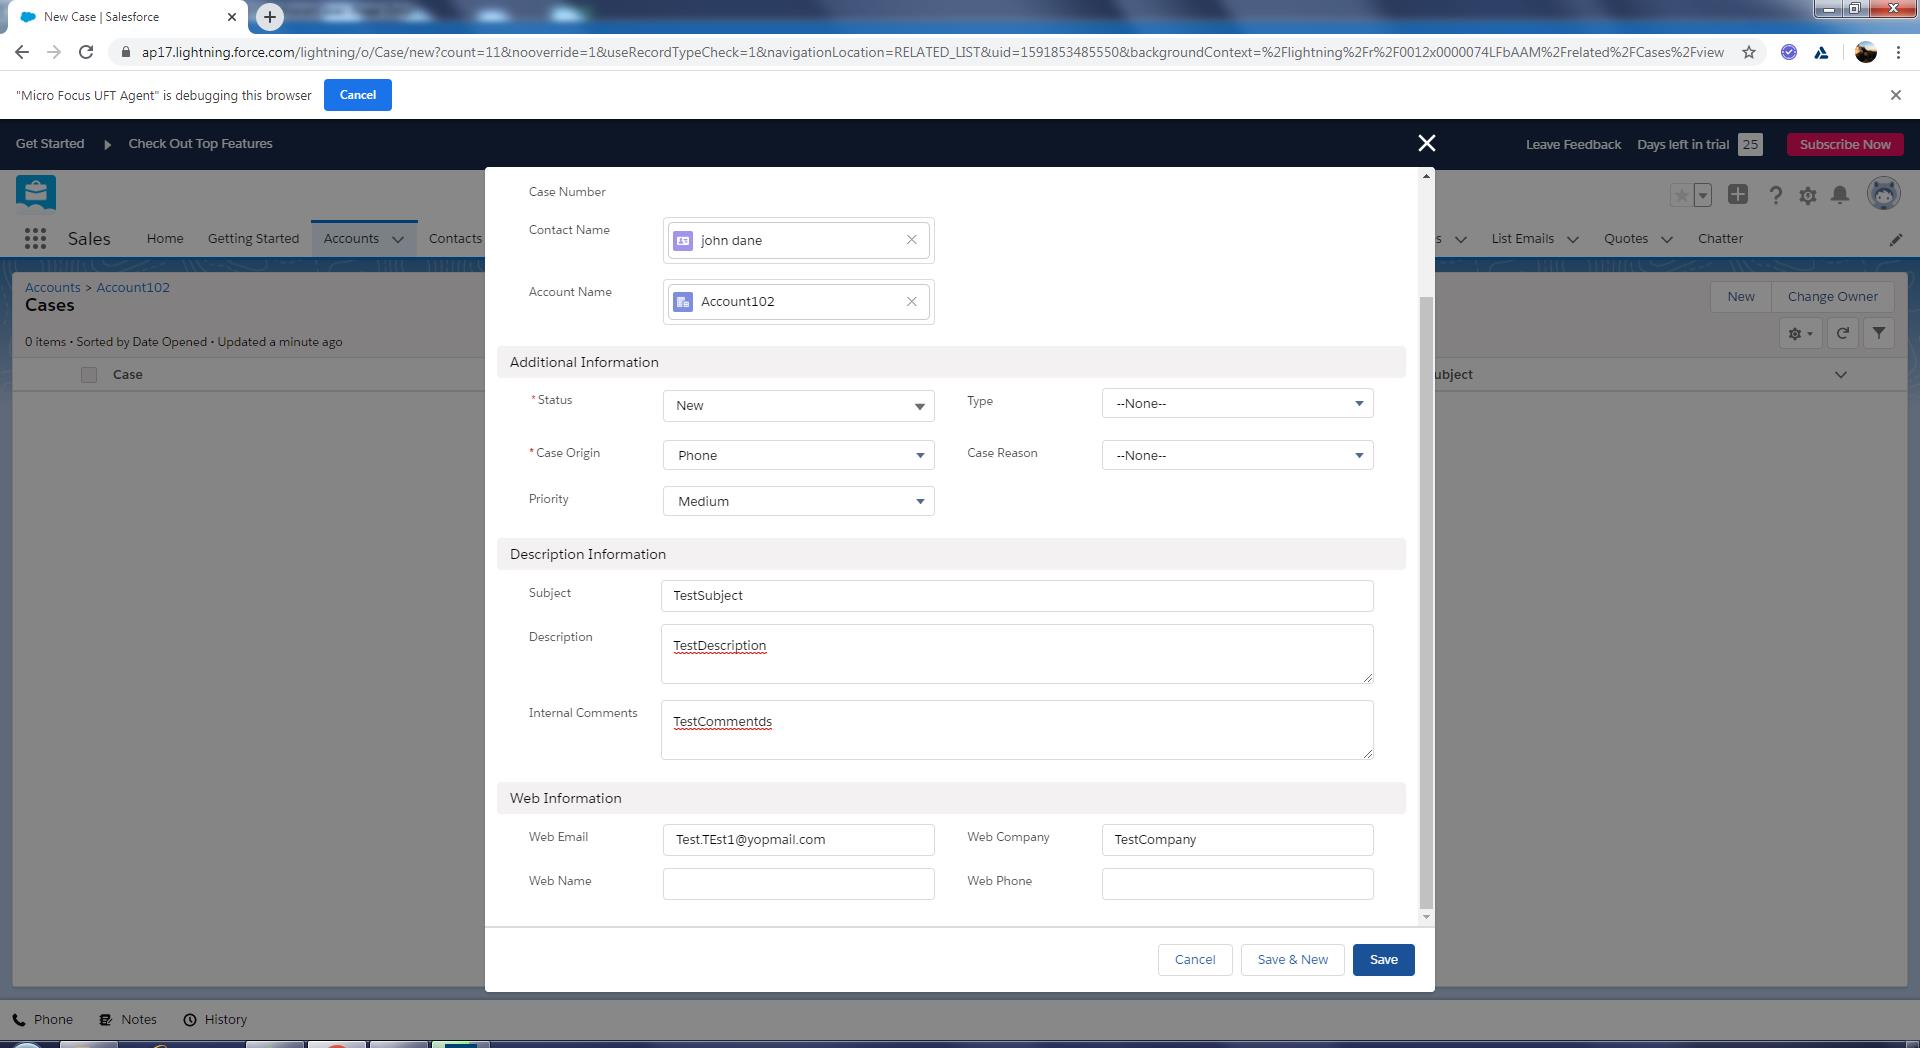 New Case | Salesforce
ap17.lightning.force.com/lightning/o/Case/new?count=11&nooverride=1&useRecordTypeCheck=1&navigationLocation=RELATED_LIST&uid=1591853485550&backgroundContext=%2Flightning%2Fr%2F0012x0000074LFbAAM%2Frelated%2FCases%2Fview
"Micro Focus UFT Agent" is debugging this browser Cancel
Get Started Check Out Top Features Leave Feedback Days left in trial 25 Subscribe Now
Sales Home Getting Started Accounts Contacts s List Emails Quotes Chatter
Accounts > Account102
Cases
New Change Owner
0 items • Sorted by Date Opened • Updated a minute ago
Case ubject
Case Number
Contact Name john dane
Account Name Account102
Additional Information
*Status New Type --None--
*Case Origin Phone Case Reason --None--
Priority Medium
Description Information
Subject TestSubject
Description TestDescription
Internal Comments TestCommentds
Web Information
Web Email Test.TEst1@yopmail.com Web Company TestCompany
Web Name Web Phone
Cancel Save & New Save
Phone Notes History